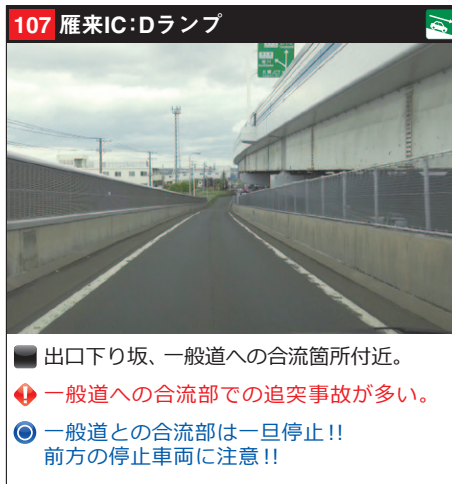 107 雁来IC:Dランプ
出口下り坂、一般道への合流箇所付近。
一般道への合流部での追突事故が多い。
一般道との合流部は一旦停止!!
前方の停止車両に注意!!